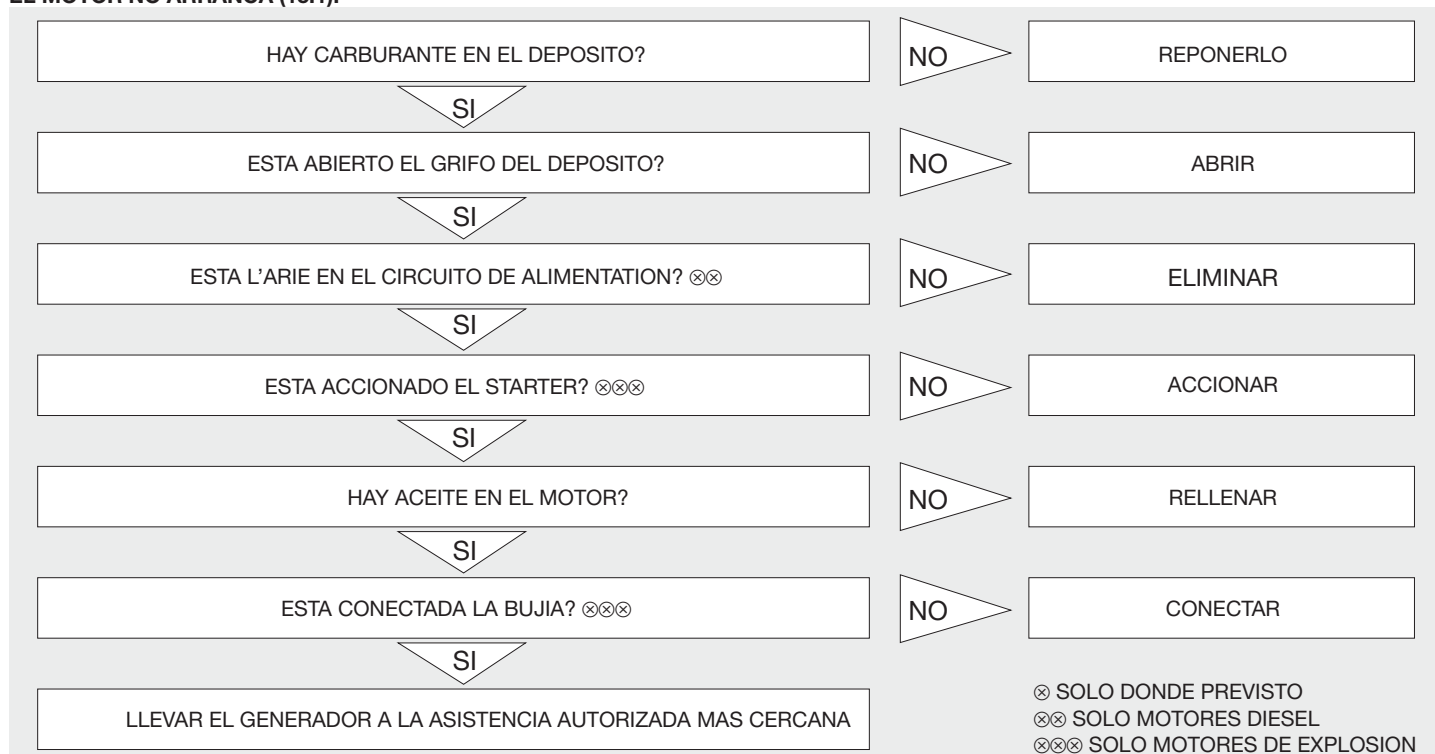 HAY CARBURANTE EN EL DEPOSITO?
NO
REPONERLO
SI
ESTA ABIERTO EL GRIFO DEL DEPOSITO?
NO
ABRIR
SI
ESTA L’ARIE EN EL CIRCUITO DE ALIMENTATION? ⊗⊗
NO
ELIMINAR
SI
ESTA ACCIONADO EL STARTER? ⊗⊗⊗
NO
ACCIONAR
SI
HAY ACEITE EN EL MOTOR?
NO
RELLENAR
SI
ESTA CONECTADA LA BUJIA? ⊗⊗⊗
NO
CONECTAR
SI
LLEVAR EL GENERADOR A LA ASISTENCIA AUTORIZADA MAS CERCANA
⊗ SOLO DONDE PREVISTO
⊗⊗ SOLO MOTORES DIESEL
⊗⊗⊗ SOLO MOTORES DE EXPLOSION